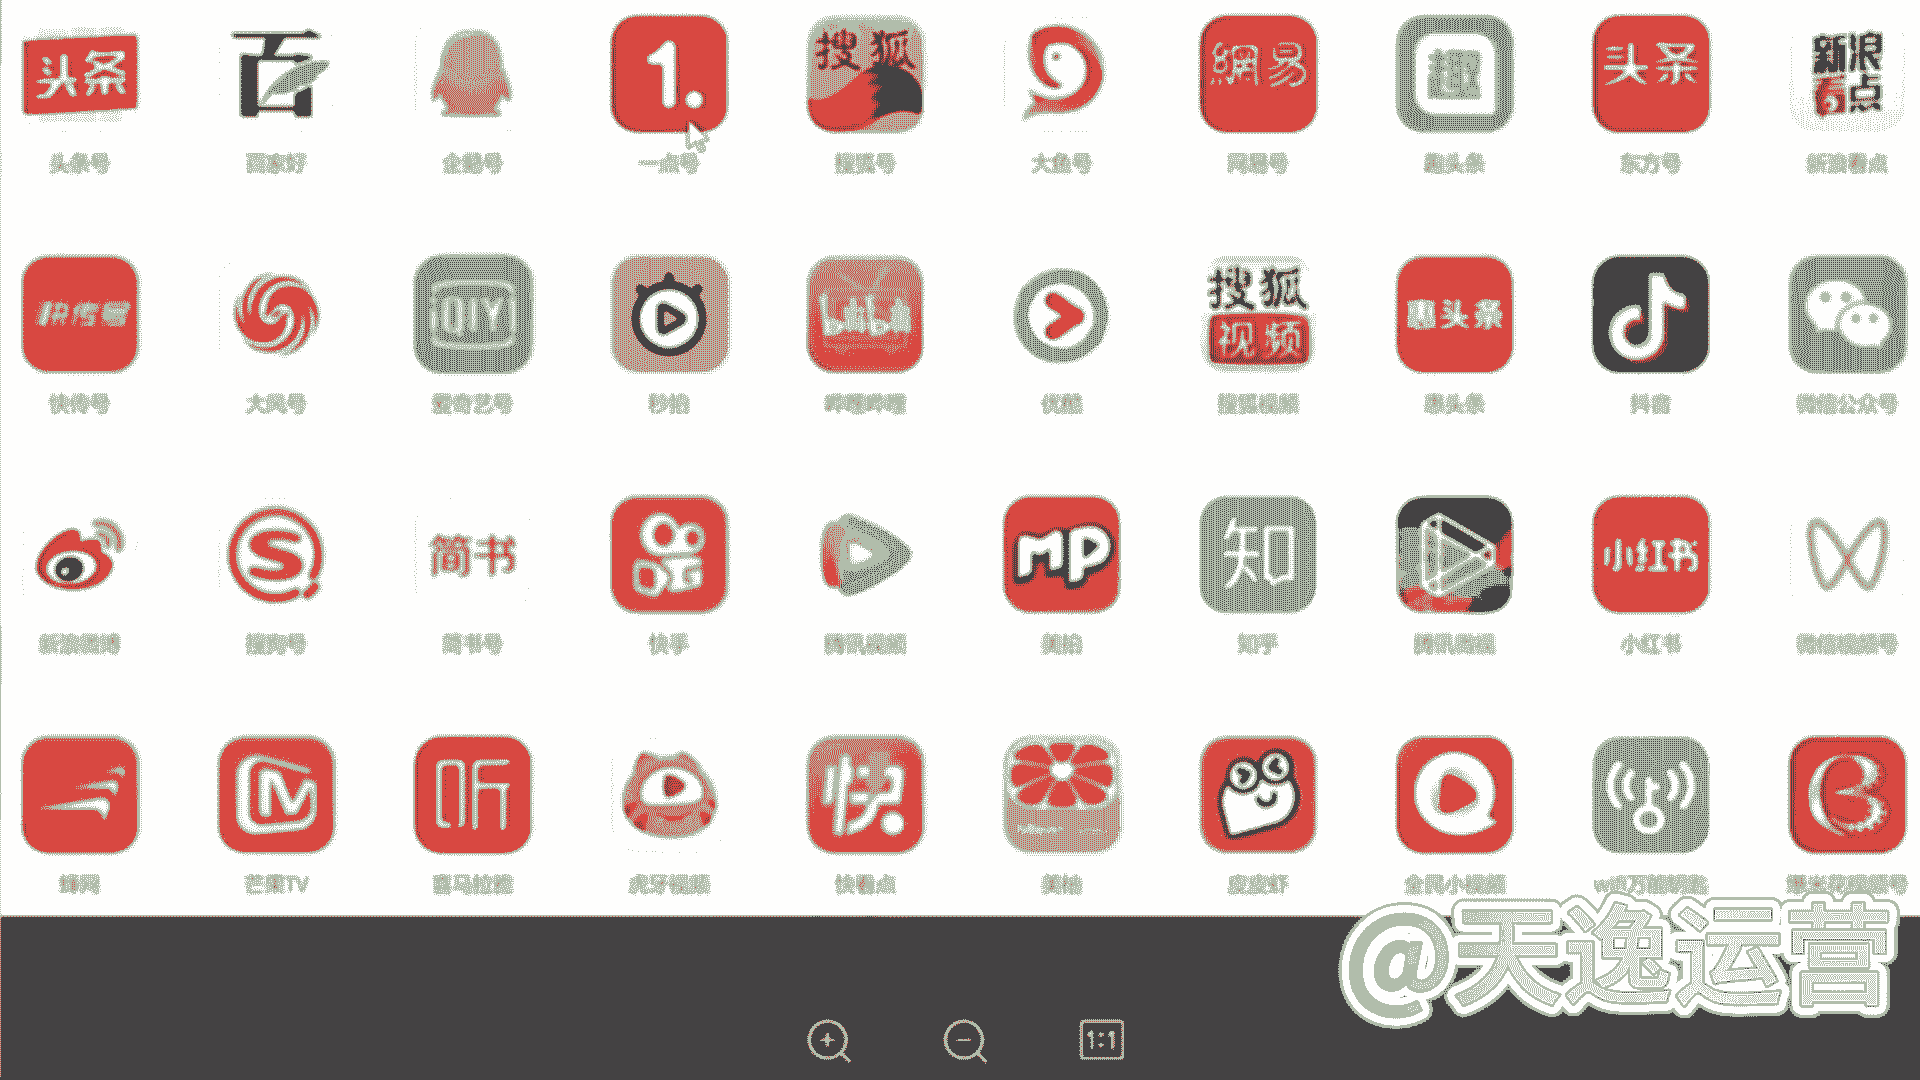 头条
百
1.
搜狐
網易
趣
头条
新浪看点
头条号
百家好
企鹅号
一点号
搜狐号
大鱼号
网易号
趣头条
东方号
新浪看点
快传号
QIY
bilibili
搜狐
视频
惠头条
快传号
大风号
爱奇艺号
秒拍
哔哩哔哩
优酷
搜狐视频
惠头条
抖音
微信公众号
S
简书
MP
知
小红书
新浪微博
搜狗号
简书号
快手
腾讯视频
美拍
知乎
腾讯微视
小红书
微信视频号
听
快
蜂网
芒果TV
喜马拉雅
虎牙视频
快看点
美柚
皮皮虾
全民小视频
wifi万能钥匙
@天逸运营
1:1